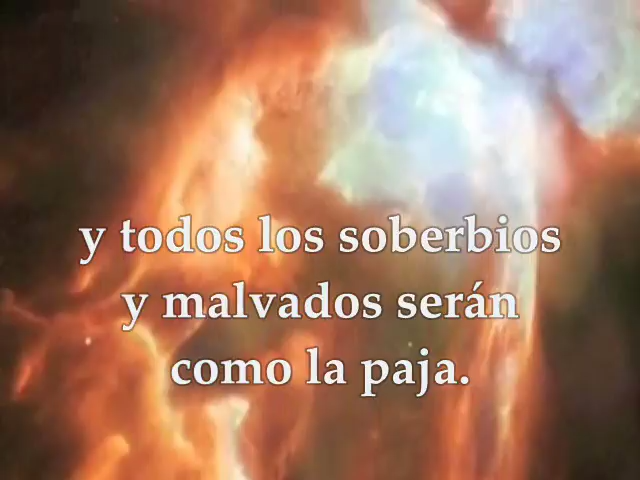 y todos los soberbios
y malvados serán
como la paja.